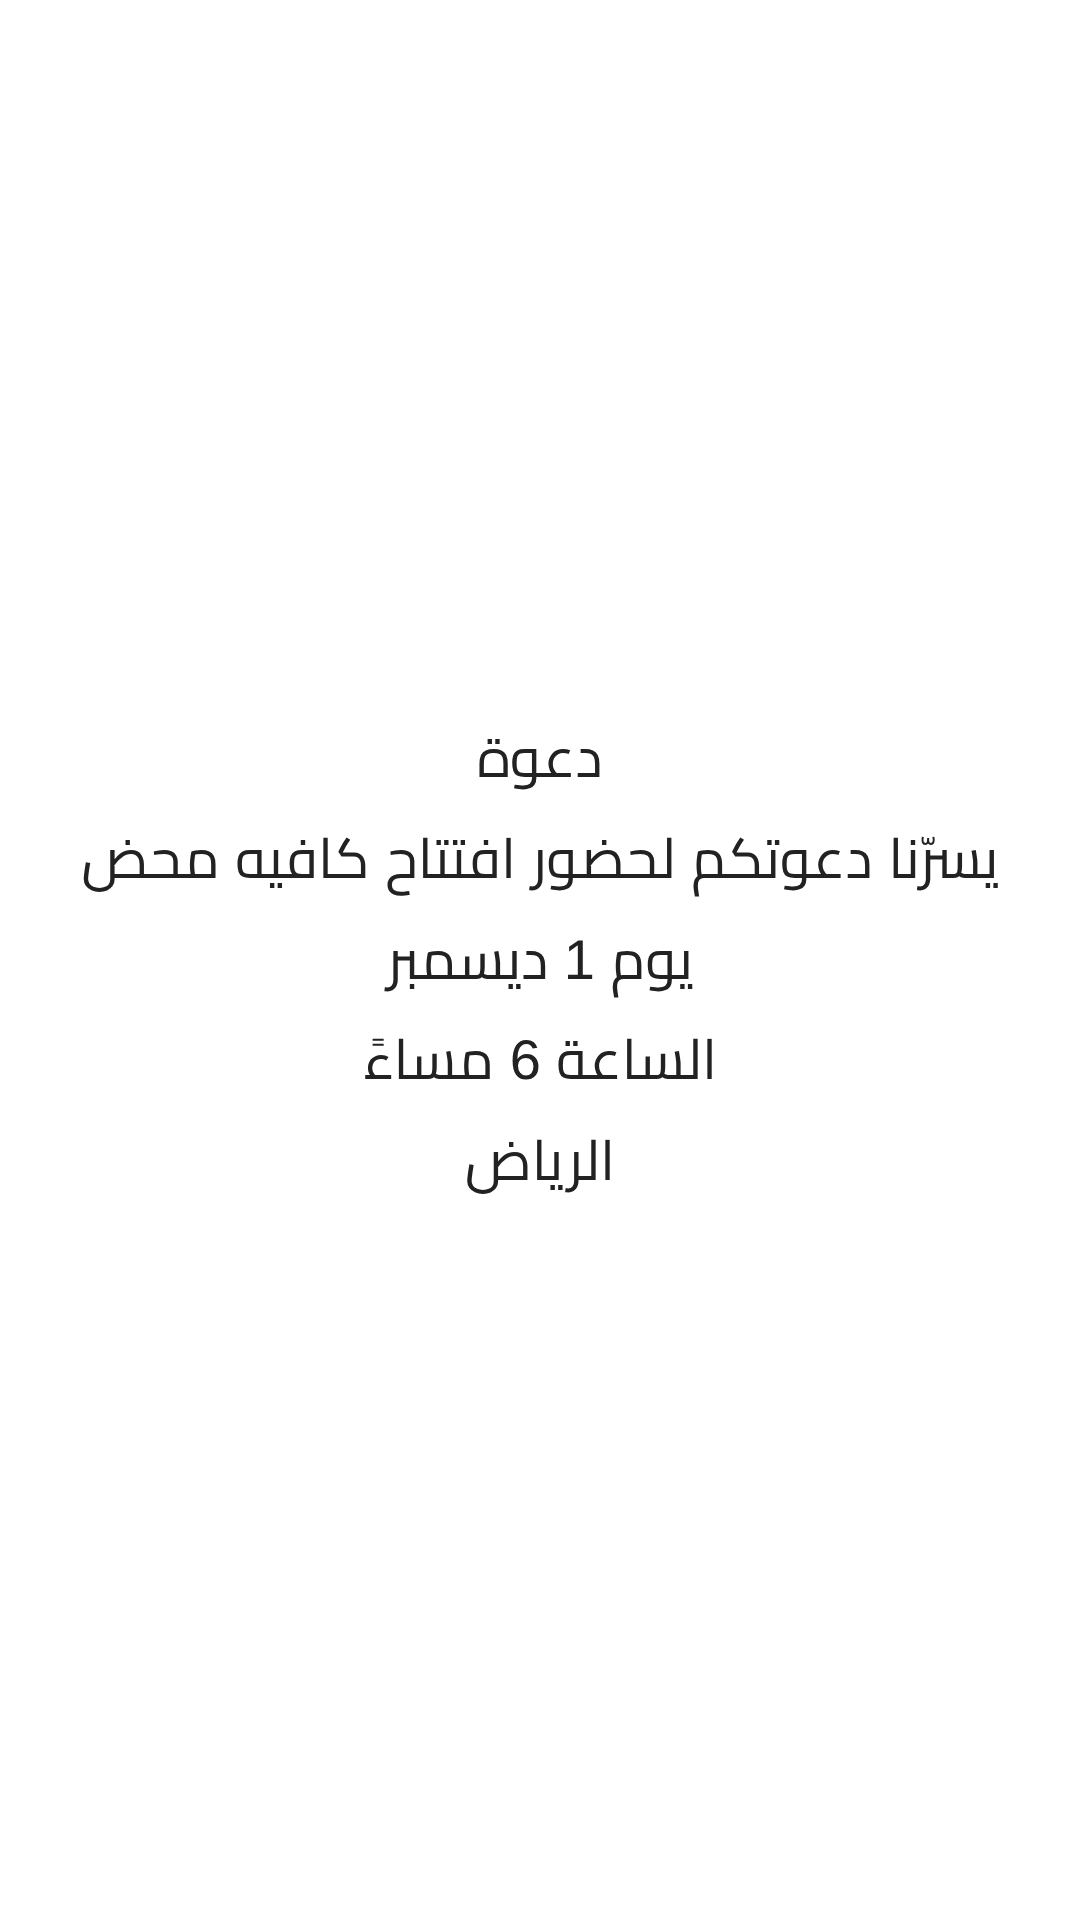 دعوة
يسرّنا دعوتكم لحضور افتتاح كافيه محض
يوم 1 ديسمبر
الساعة 6 مساءً
الرياض